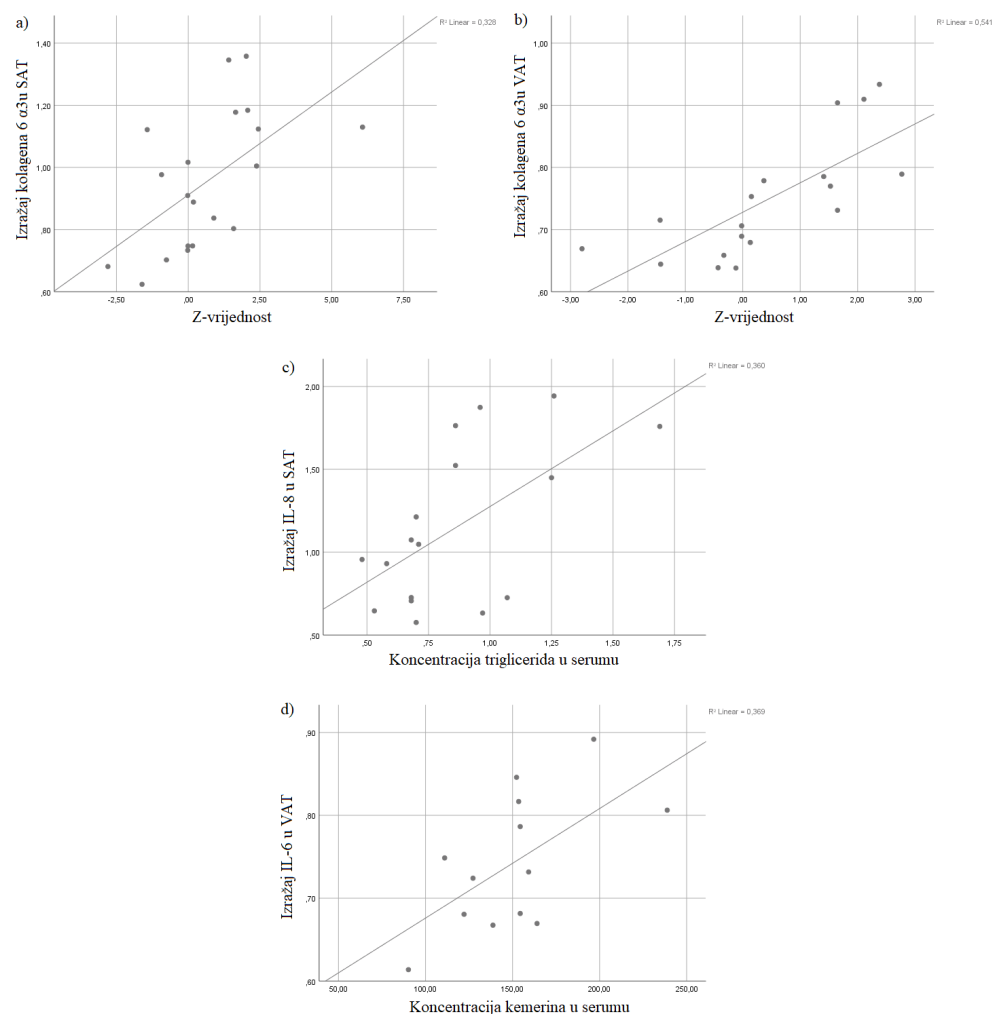 a)
R² Linear = 0,328
Izražaj kolagena 6 α3u SAT
1,40
1,20
1,00
,80
,60
-2,50 ,00 2,50 5,00 7,50
Z-vrijednost
b)
R² Linear = 0,541
Izražaj kolagena 6 α3u VAT
1,00
,90
,80
,70
,60
-3,00 -2,00 -1,00 ,00 1,00 2,00 3,00
Z-vrijednost
c)
R² Linear = 0,360
Izražaj IL-8 u SAT
2,00
1,50
1,00
,50
,50 ,75 1,00 1,25 1,50 1,75
Koncentracija triglicerida u serumu
d)
R² Linear = 0,369
Izražaj IL-6 u VAT
,90
,80
,70
,60
50,00 100,00 150,00 200,00 250,00
Koncentracija kemerina u serumu